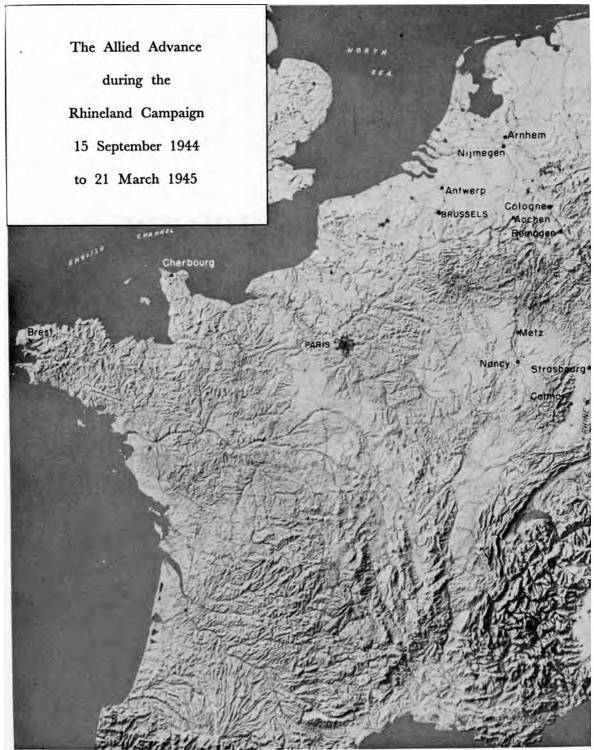 The Allied Advance
during the
Rhineland Campaign
15 September 1944
to 21 March 1945
NORTH
SEA
Arnhem
Nijmegen
Antwerp
Cologne
BRUSSELS
Aachen
Remagen
ENGLISH CHANNEL
Cherbourg
Brest
PARIS
Metz
Nancy
Strasbourg
Colmar
RHINE